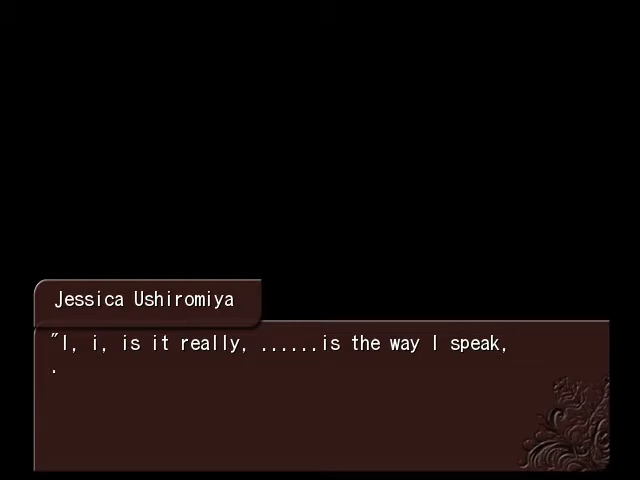 Jessica Ushiromiya
"I, i, is it really, ......is the way I speak,
.